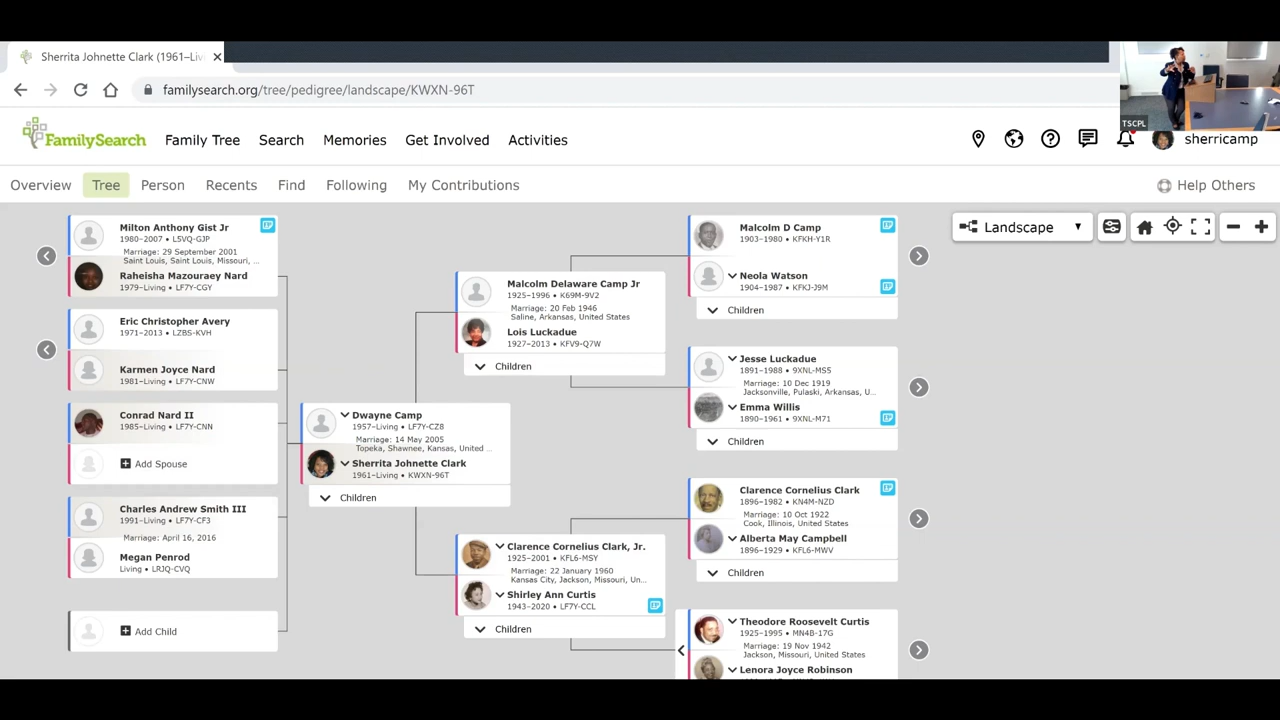 Sherrita Johnette Clark (1961–Liv
familysearch.org/tree/pedigree/landscape/KWXN-96T
TSCPL
FamilySearch Family Tree Search Memories Get Involved Activities sherricamp
Overview Tree Person Recents Find Following My Contributions Help Others
Landscape
Milton Anthony Gist Jr
1980–2007 • L5VQ-GJP
Marriage: 29 September 2001
Saint Louis, Saint Louis, Missouri, ...
Raheisha Mazouraey Nard
1979–Living • LF7Y-CGY
Eric Christopher Avery
1971–2013 • LZBS-KVH
Karmen Joyce Nard
1981–Living • LF7Y-CNW
Conrad Nard II
1985–Living • LF7Y-CNN
Add Spouse
Charles Andrew Smith III
1991–Living • LF7Y-CF3
Marriage: April 16, 2016
Megan Penrod
Living • LRJQ-CVQ
Add Child
Dwayne Camp
1957–Living • LF7Y-CZ8
Marriage: 14 May 2005
Topeka, Shawnee, Kansas, United ...
Sherrita Johnette Clark
1961–Living • KWXN-96T
Children
Malcolm Delaware Camp Jr
1925–1996 • K69M-9V2
Marriage: 20 Feb 1946
Saline, Arkansas, United States
Lois Luckadue
1927–2013 • KFV9-Q7W
Children
Clarence Cornelius Clark, Jr.
1925–2001 • KFL6-MSY
Marriage: 22 January 1960
Kansas City, Jackson, Missouri, Un...
Shirley Ann Curtis
1943–2020 • LF7Y-CCL
Children
Malcolm D Camp
1903–1980 • KFKH-Y1R
Neola Watson
1904–1987 • KFKJ-J9M
Children
Jesse Luckadue
1891–1988 • 9XNL-MS5
Marriage: 10 Dec 1919
Jacksonville, Pulaski, Arkansas, U...
Emma Willis
1890–1961 • 9XNL-M71
Children
Clarence Cornelius Clark
1896–1982 • KN4M-NZD
Marriage: 10 Oct 1922
Cook, Illinois, United States
Alberta May Campbell
1896–1929 • KFL6-MWV
Children
Theodore Roosevelt Curtis
1925–1995 • MN4B-17G
Marriage: 19 Nov 1942
Jackson, Missouri, United States
Lenora Joyce Robinson